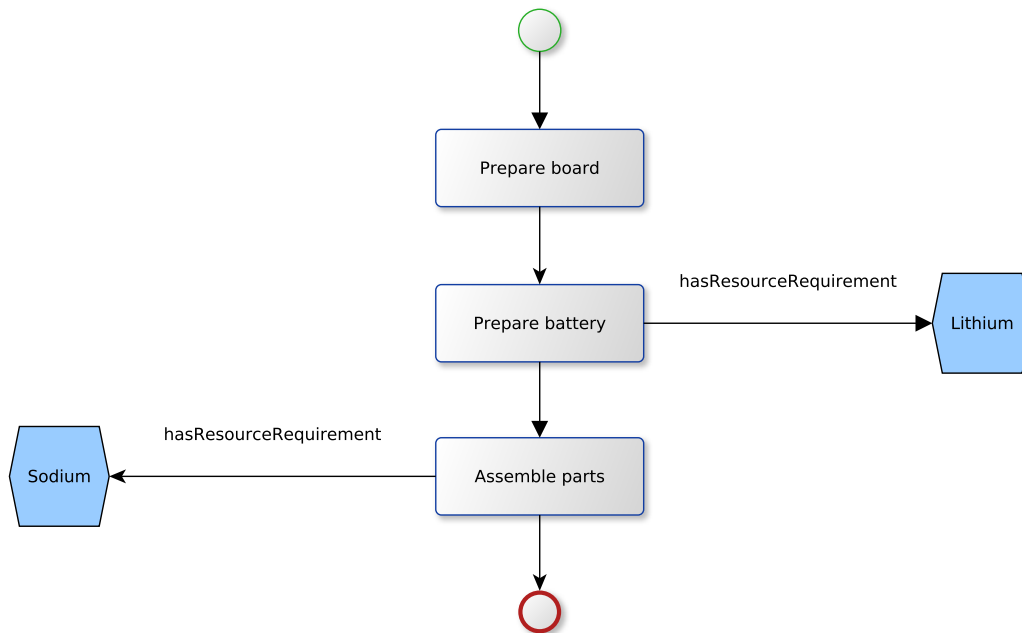 Prepare board
hasResourceRequirement
Prepare battery
Lithium
hasResourceRequirement
Sodium
Assemble parts